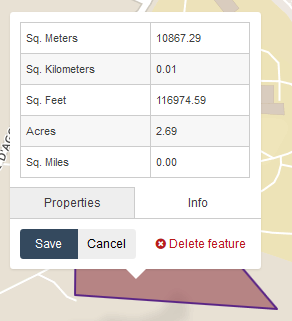 Sq. Meters 10867.29
Sq. Kilometers 0.01
Sq. Feet 116974.59
Acres 2.69
Sq. Miles 0.00
Properties Info
Save Cancel Delete feature